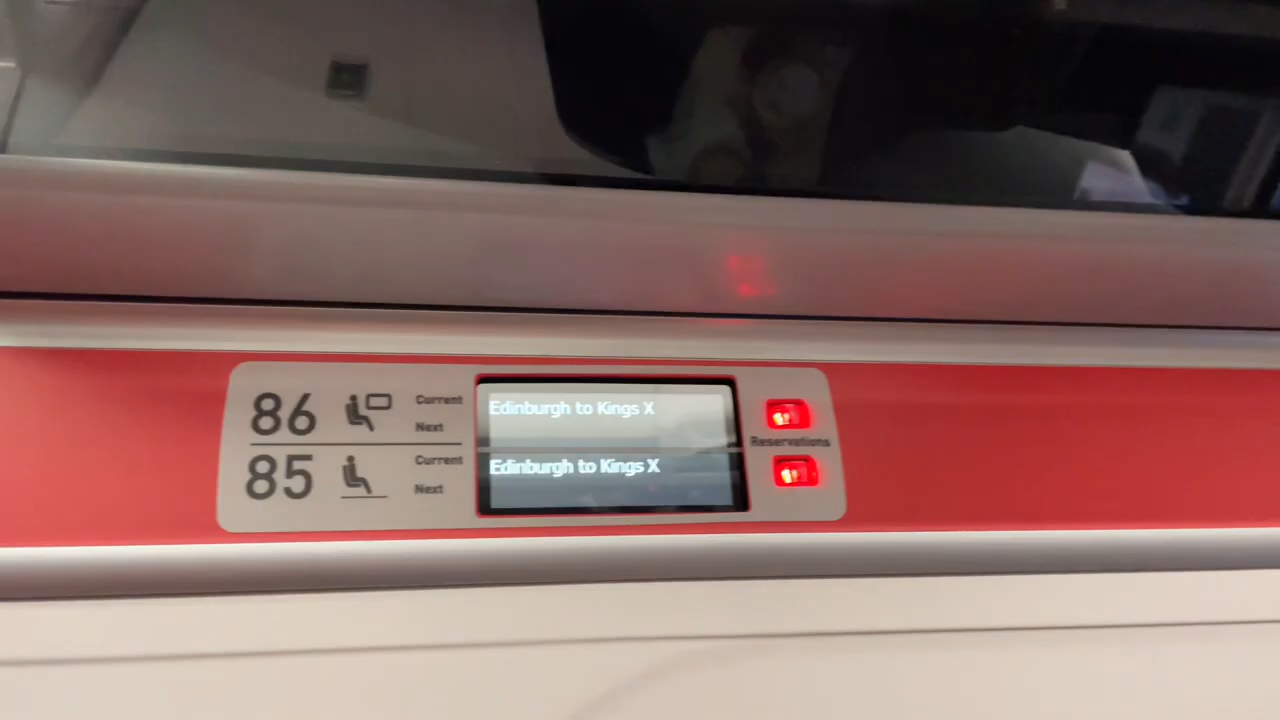 86 Current Edinburgh to Kings X
Next
Reservations
85 Current Edinburgh to Kings X
Next